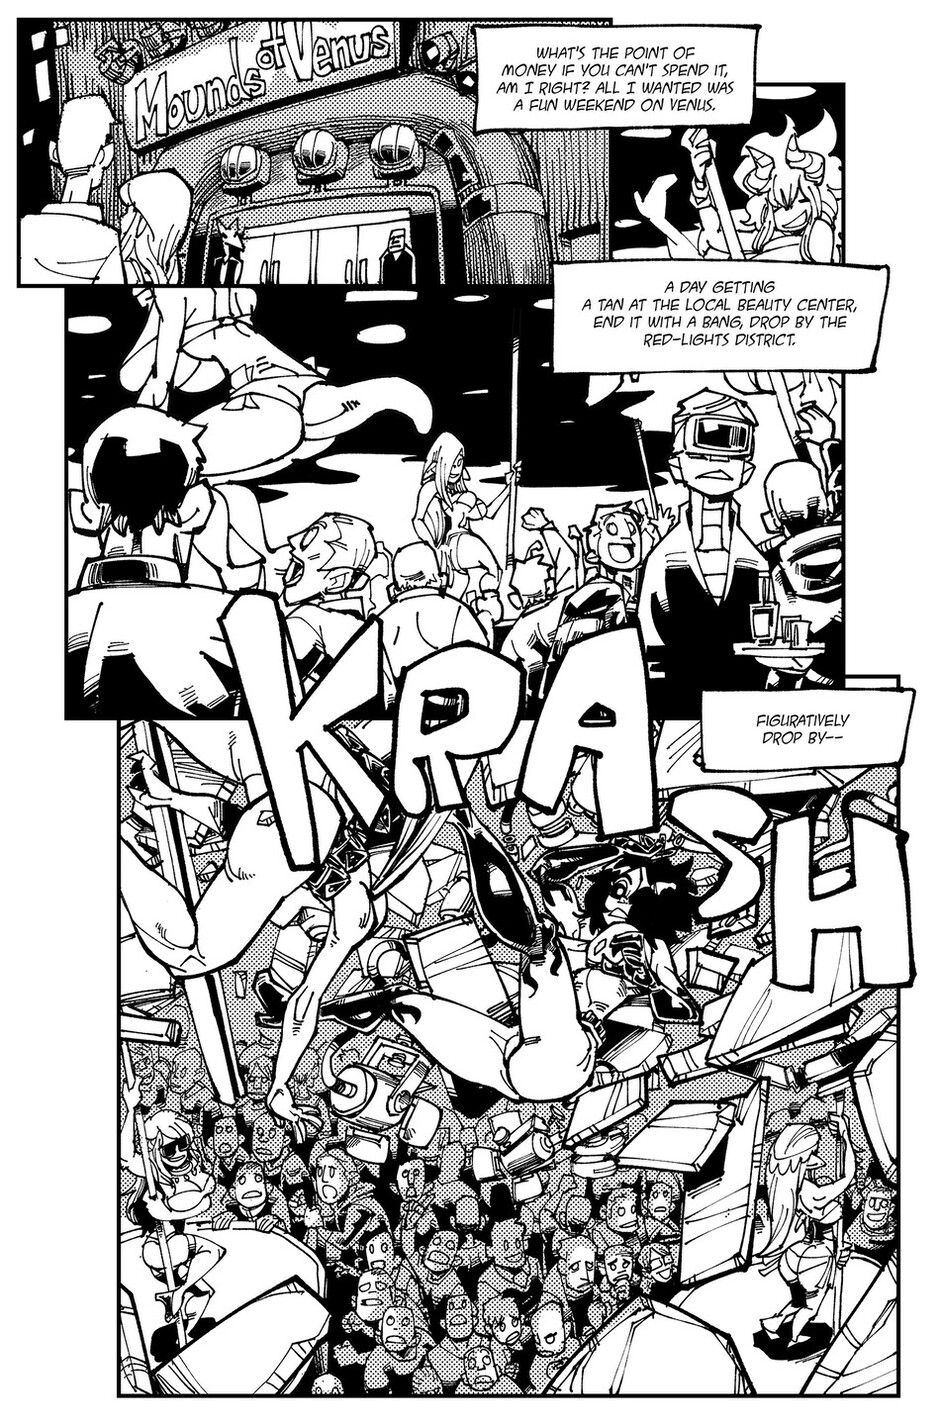 Mounds of Venus
WHAT'S THE POINT OF
MONEY IF YOU CAN'T SPEND IT,
AM I RIGHT? ALL I WANTED WAS
A FUN WEEKEND ON VENUS.
A DAY GETTING
A TAN AT THE LOCAL BEAUTY CENTER,
END IT WITH A BANG, DROP BY THE
RED-LIGHTS DISTRICT.
KRASH
FIGURATIVELY
DROP BY--